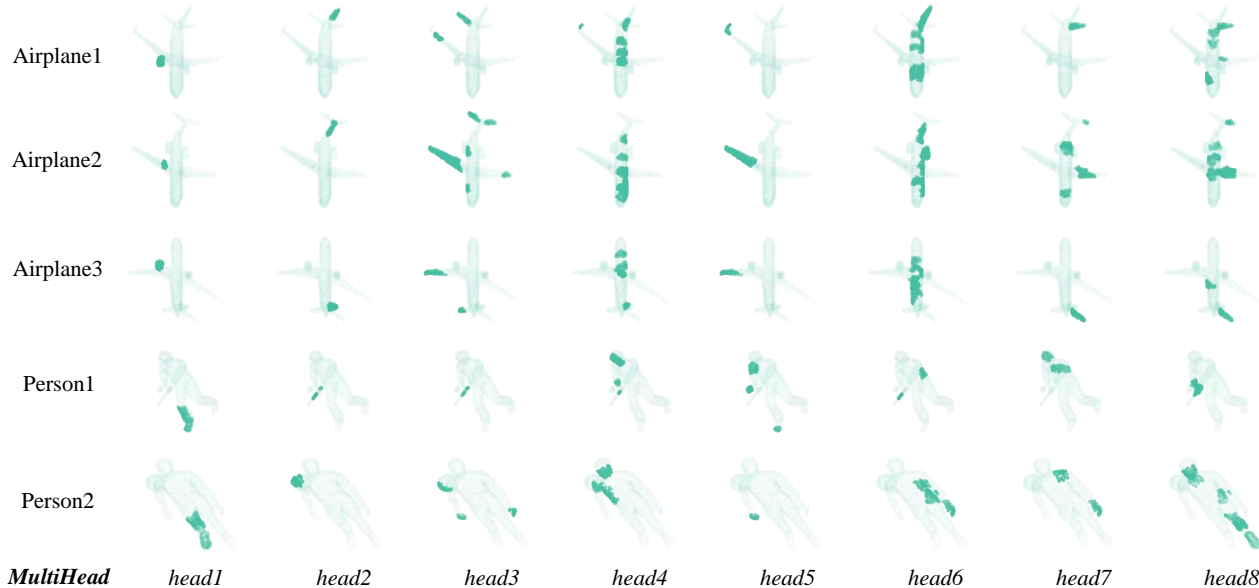 Airplane1
Airplane2
Airplane3
Person1
Person2
MultiHead head1 head2 head3 head4 head5 head6 head7 head8